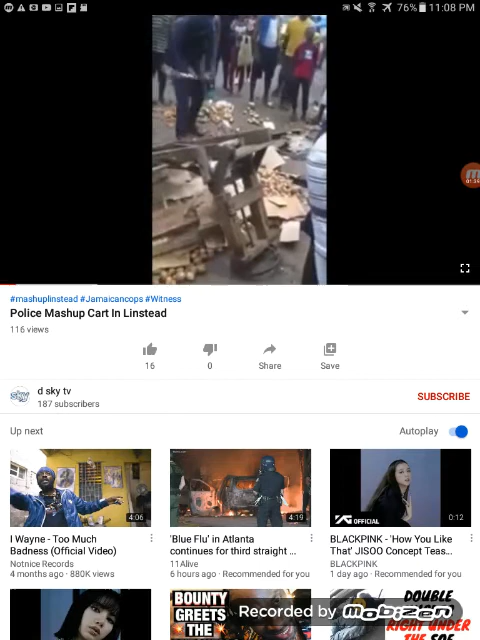 76% 11:08 PM
#mashuplinstead #Jamaicancops #Witness
Police Mashup Cart In Linstead
116 views
16
0
Share
Save
sky
d sky tv
187 subscribers
SUBSCRIBE
Up next
Autoplay
4:06
4:19
YG OFFICIAL
0:12
I Wayne - Too Much
Badness (Official Video)
Notnice Records
4 months ago · 880K views
'Blue Flu' in Atlanta
continues for third straight ...
11Alive
6 hours ago · Recommended for you
BLACKPINK - 'How You Like
That' JISOO Concept Teas...
BLACKPINK
1 day ago · Recommended for you
BOUNTY
GREETS
THE
DOUBLE
RIGHT UNDER
THE
Recorded by mobizen